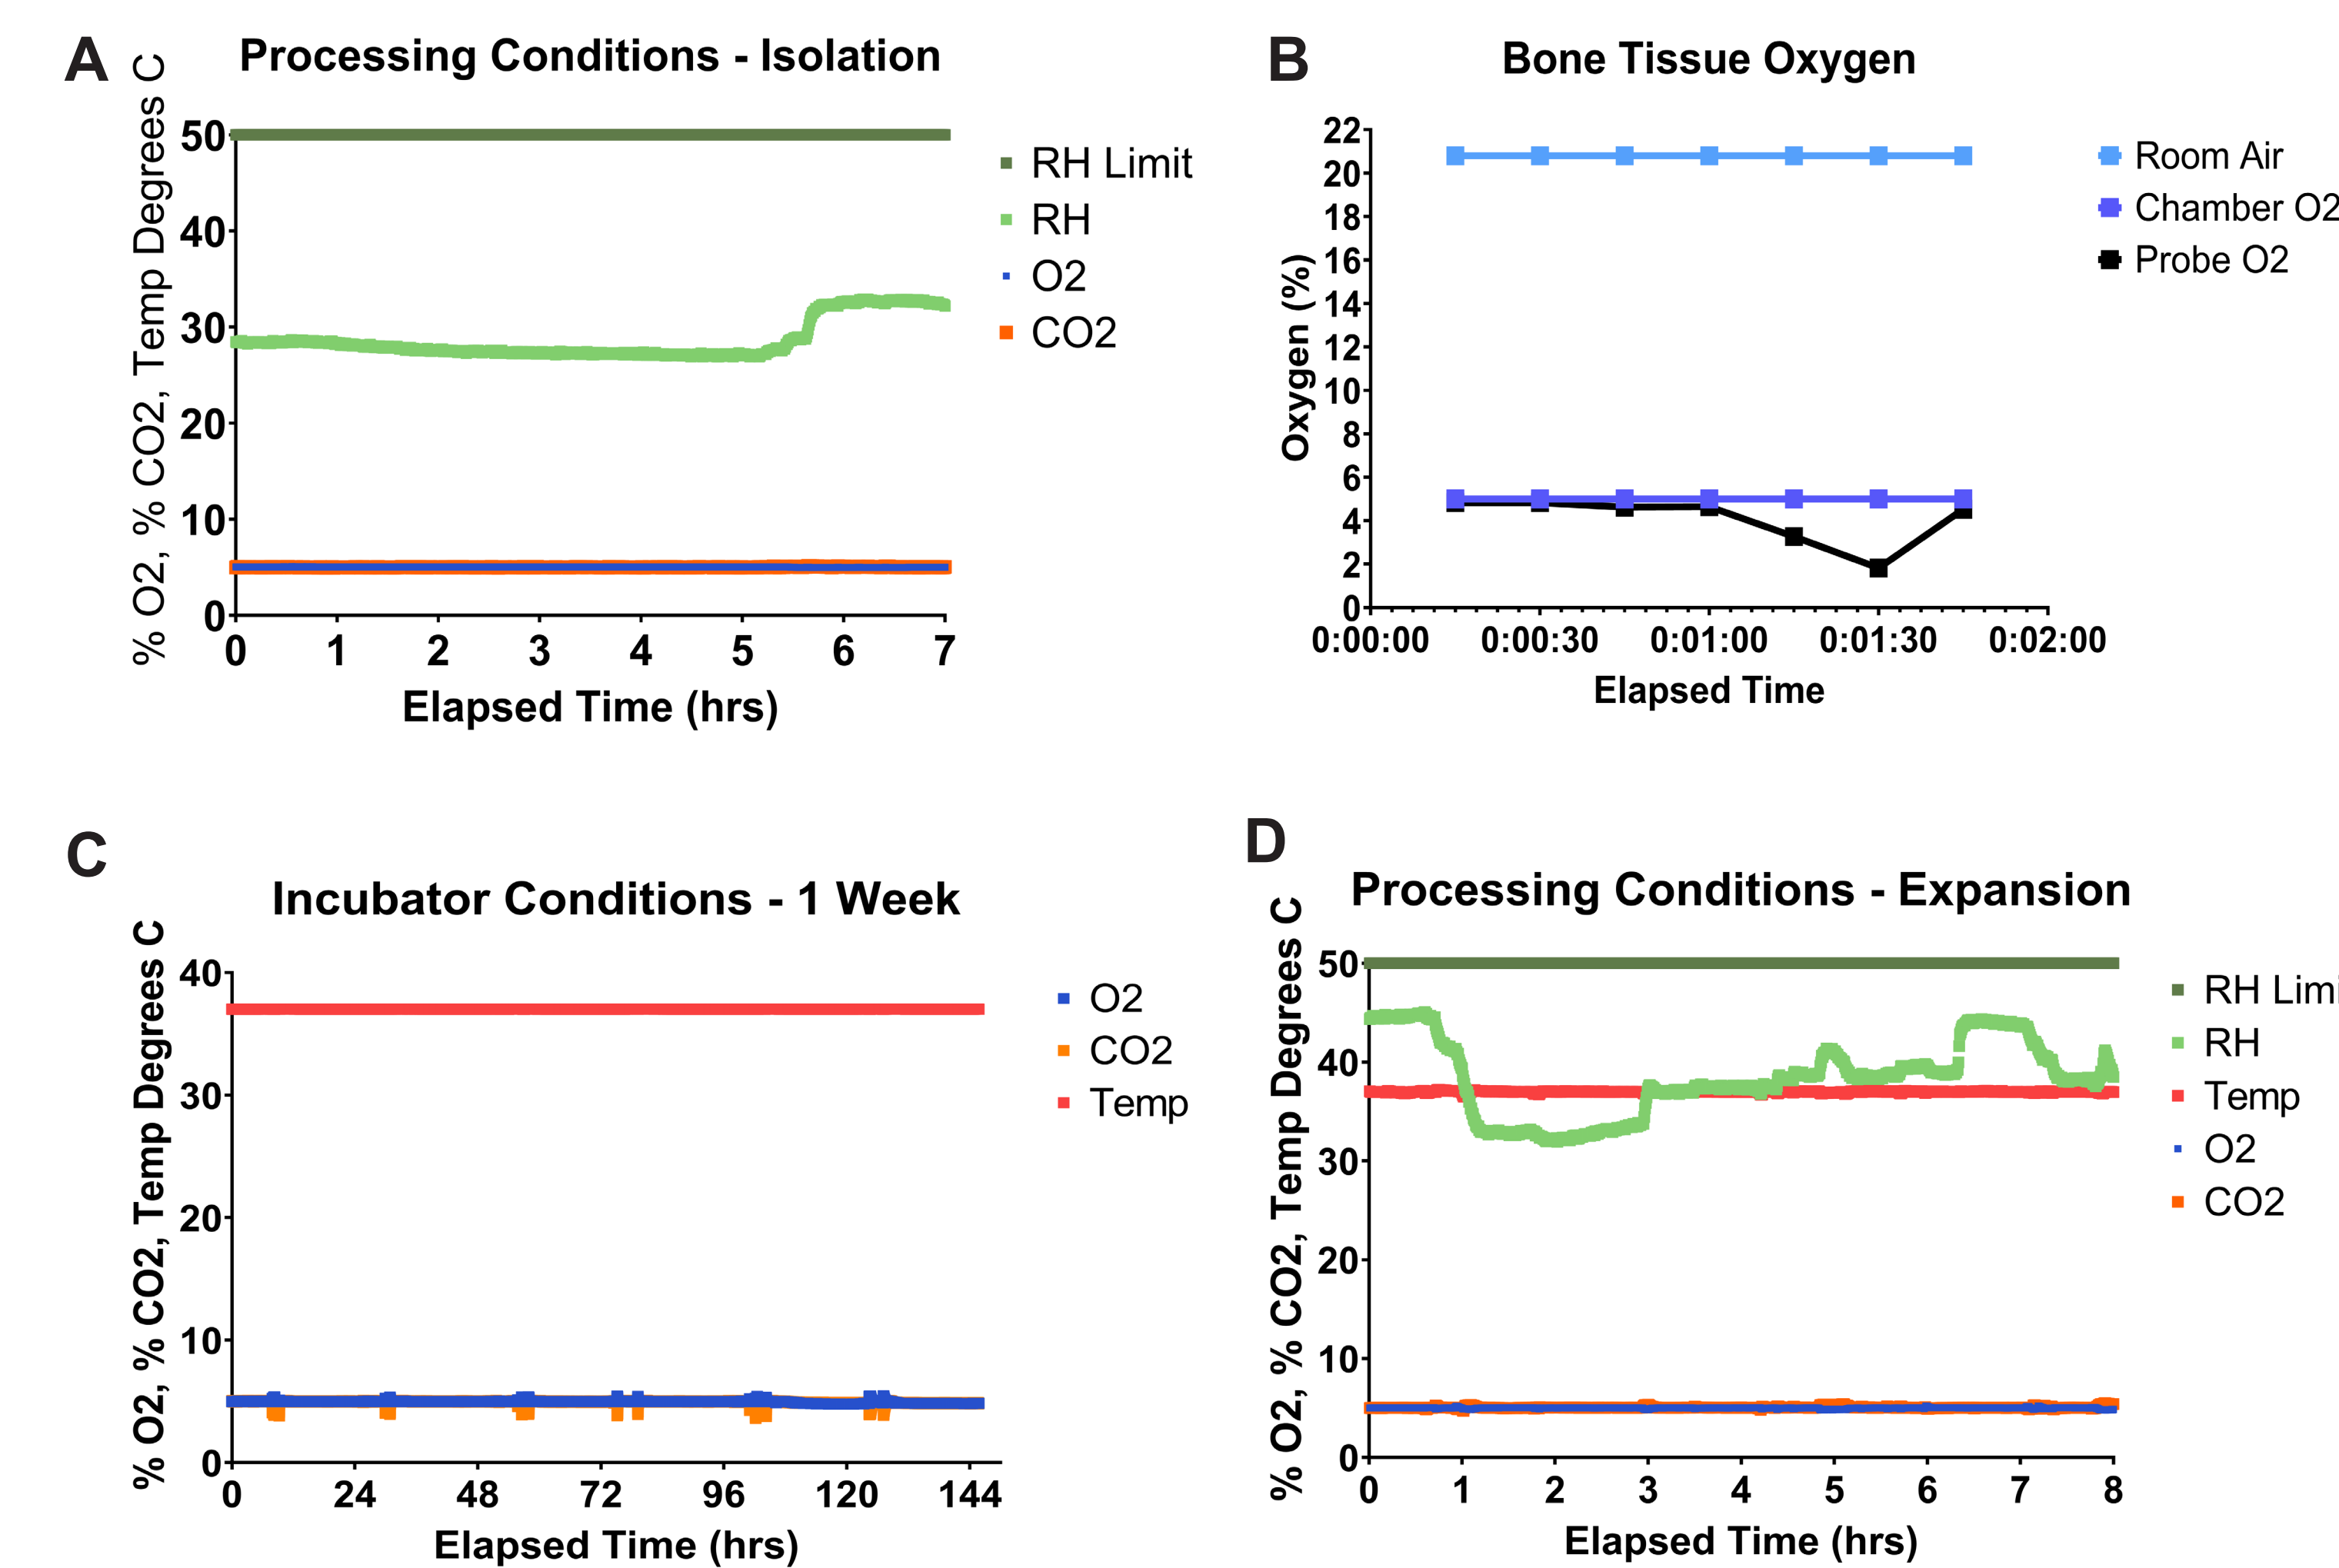 A
Processing Conditions - Isolation
% O2, % CO2, Temp Degrees C
50
40
30
20
10
0
0 1 2 3 4 5 6 7
Elapsed Time (hrs)
RH Limit
RH
O2
CO2
B
Bone Tissue Oxygen
Oxygen (%)
22
20
18
16
14
12
10
8
6
4
2
0
0:00:00 0:00:30 0:01:00 0:01:30 0:02:00
Elapsed Time
Room Air
Chamber O2
Probe O2
C
Incubator Conditions - 1 Week
% O2, % CO2, Temp Degrees C
40
30
20
10
0
0 24 48 72 96 120 144
Elapsed Time (hrs)
O2
CO2
Temp
D
Processing Conditions - Expansion
% O2, % CO2, Temp Degrees C
50
40
30
20
10
0
0 1 2 3 4 5 6 7 8
Elapsed Time (hrs)
RH Limi
RH
Temp
O2
CO2